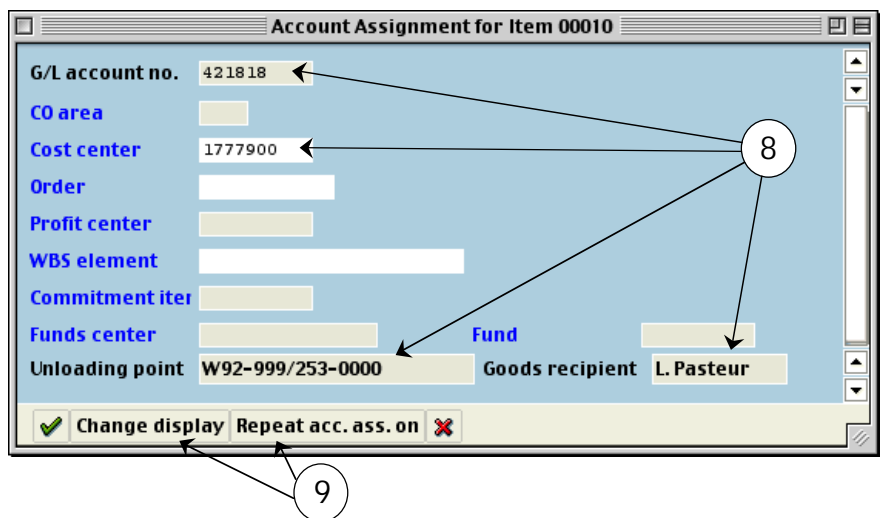 Account Assignment for Item 00010
G/L account no. 421818
CO area
Cost center 1777900
8
Order
Profit center
WBS element
Commitment iter
Funds center Fund
Unloading point W92-999/253-0000 Goods recipient L. Pasteur
Change display Repeat acc. ass. on
9